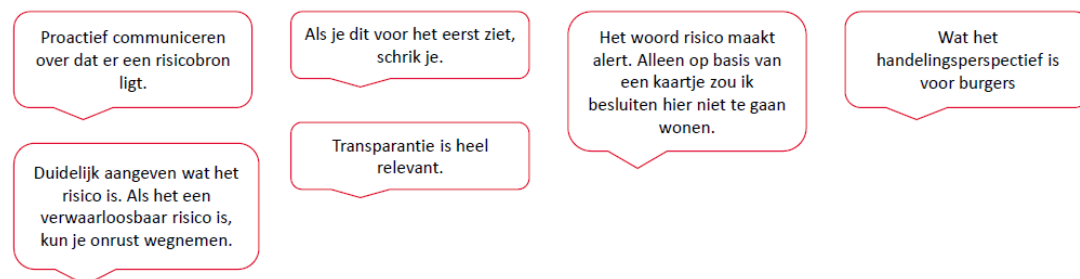 Proactief communiceren
over dat er een risicobron
ligt.
Duidelijk aangeven wat het
risico is. Als het een
verwaarloosbaar risico is,
kun je onrust wegnemen.
Als je dit voor het eerst ziet,
schrik je.
Transparantie is heel
relevant.
Het woord risico maakt
alert. Alleen op basis van
een kaartje zou ik
besluiten hier niet te gaan
wonen.
Wat het
handelingsperspectief is
voor burgers